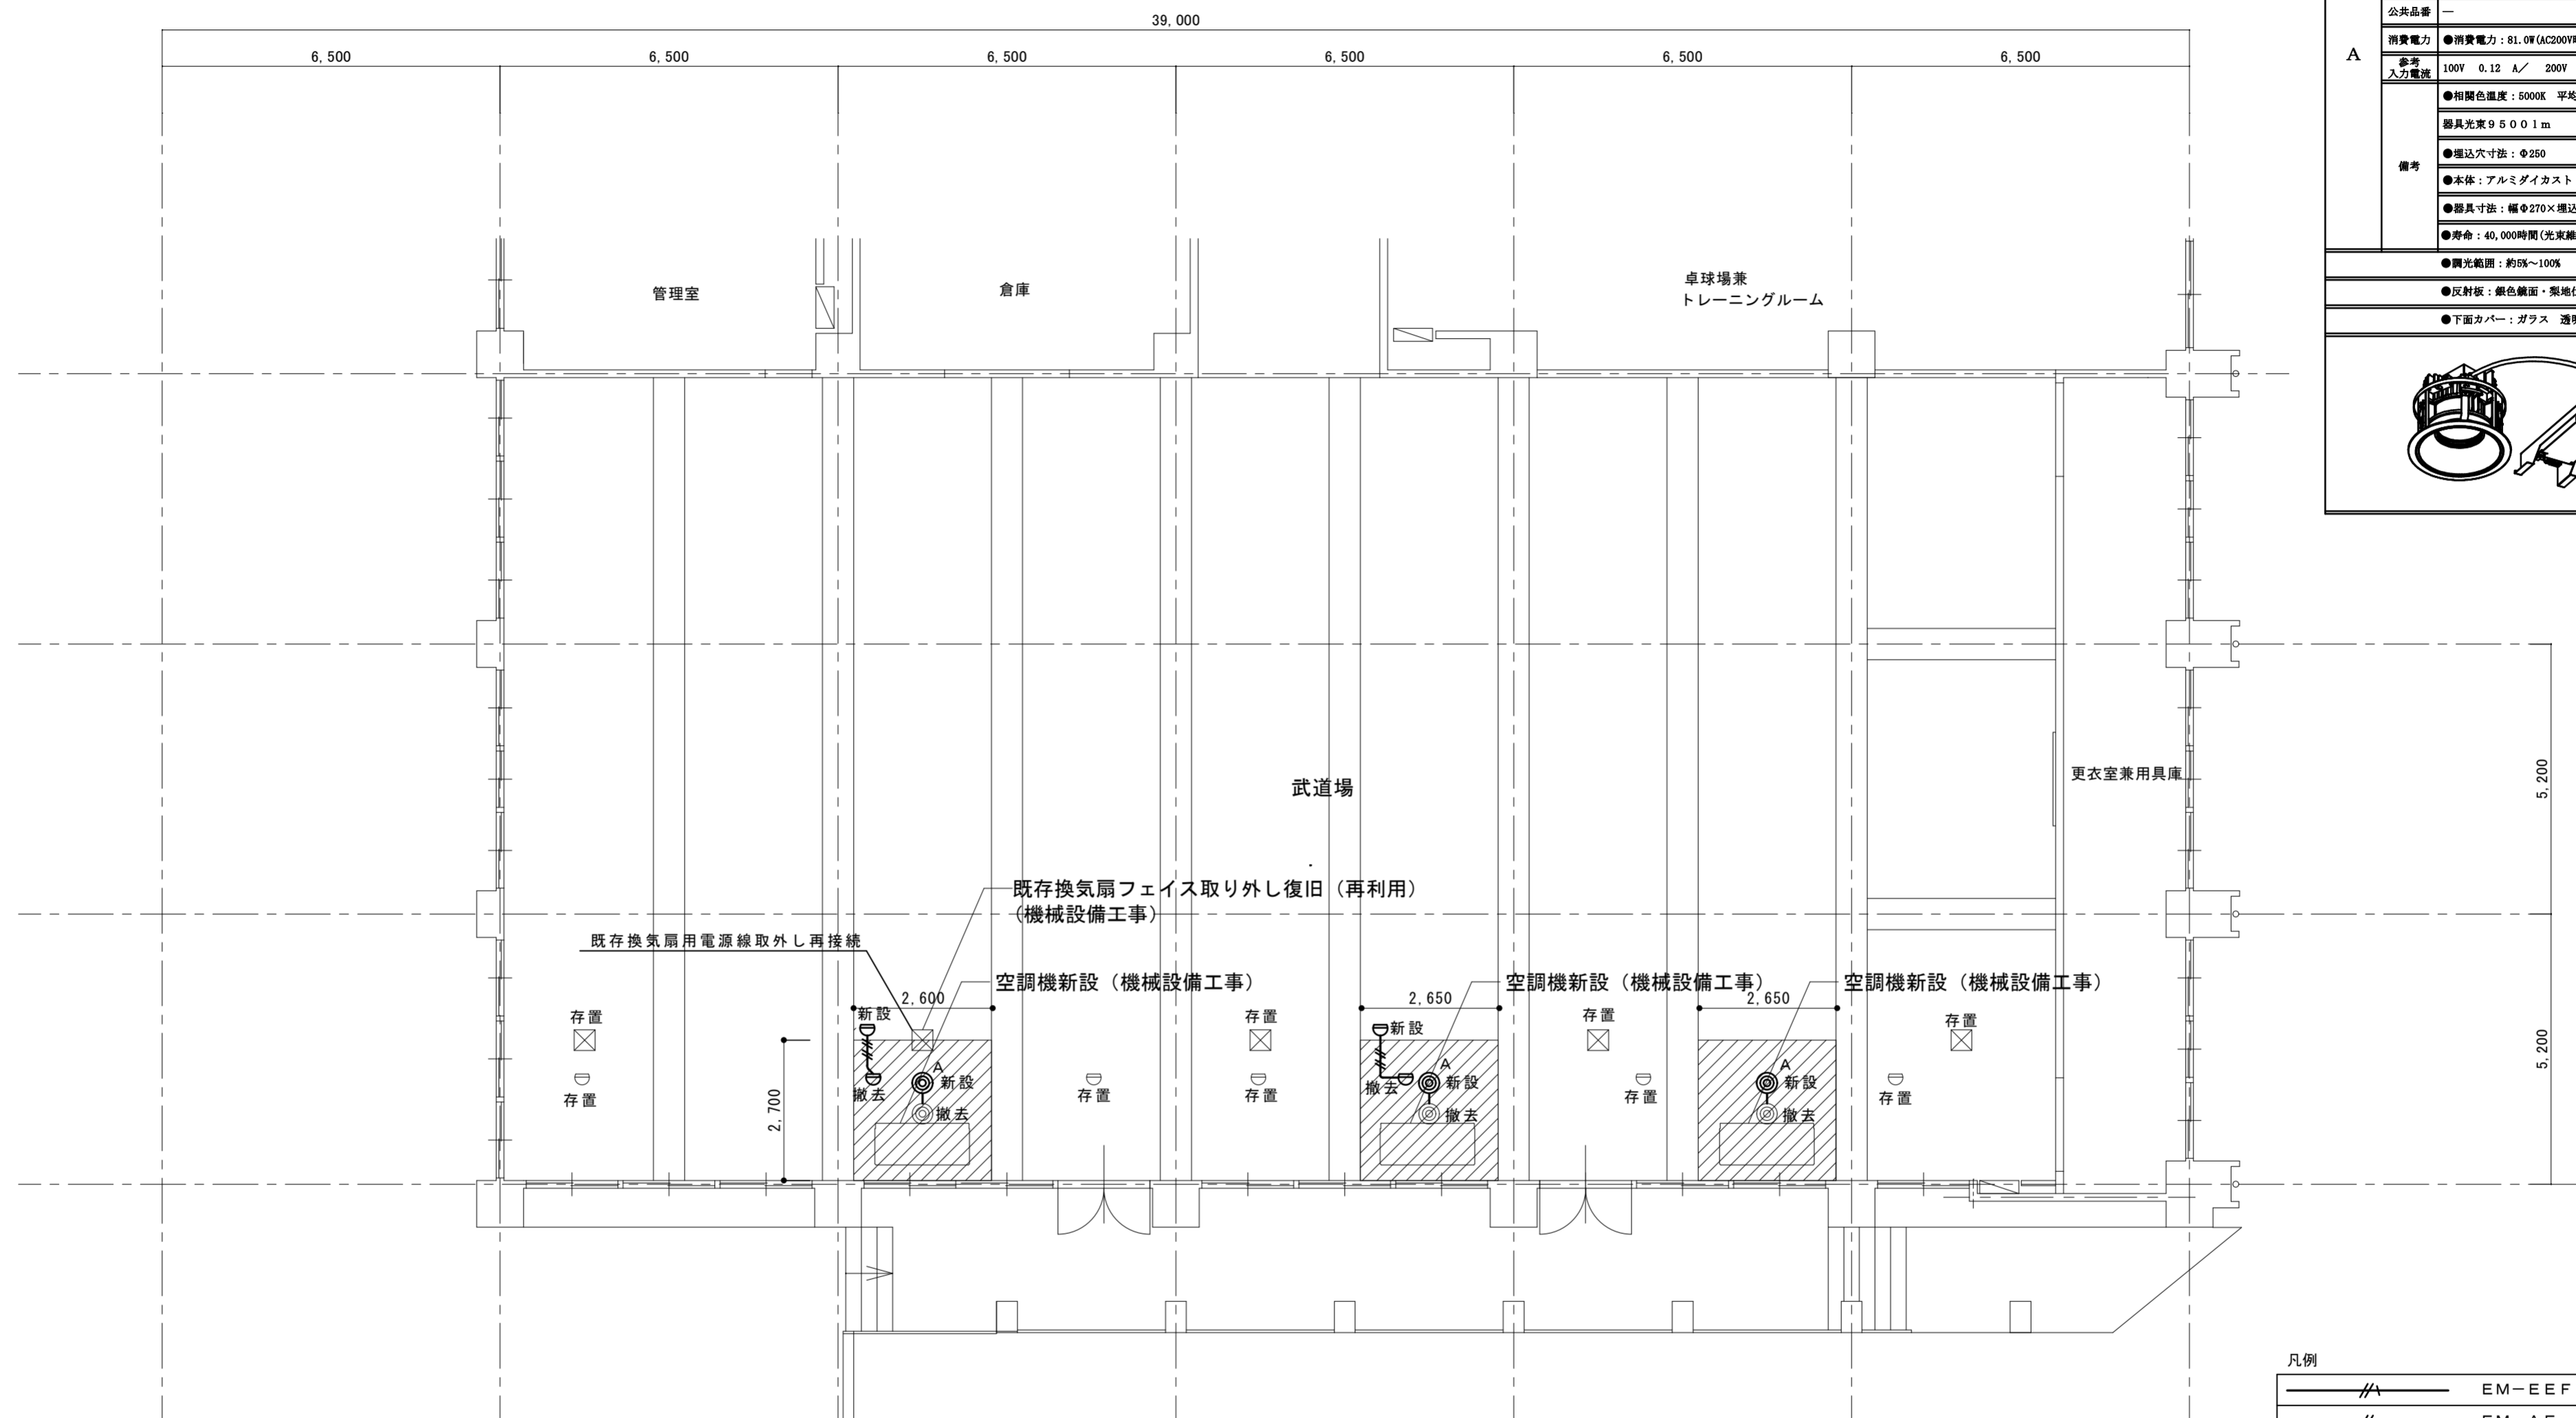 39,000
6,500
6,500
6,500
6,500
6,500
6,500
A
公共品番
―
消費電力
●消費電力：81.0W(AC200V時
参考
入力電流
100V 0.12 A／ 200V
備考
●相関色温度：5000K 平均
器具光束９５００lm
●埋込穴寸法：Φ250
●本体：アルミダイカスト
●器具寸法：幅Φ270×埋込
●寿命：40,000時間(光束維
●調光範囲：約5%～100%
●反射板：銀色鏡面・梨地仕
●下面カバー：ガラス 透明
管理室
倉庫
卓球場兼
トレーニングルーム
武道場
更衣室兼用具庫
5,200
5,200
既存換気扇フェイス取り外し復旧（再利用）
（機械設備工事）
既存換気扇用電源線取外し再接続
空調機新設（機械設備工事）
空調機新設（機械設備工事）
空調機新設（機械設備工事）
2,600
2,650
2,650
2,700
存置
存置
新設
撤去
A
新設
撤去
存置
存置
存置
新設
撤去
A
新設
撤去
存置
存置
A
新設
撤去
存置
存置
凡例
ＥＭ－ＥＥＦ